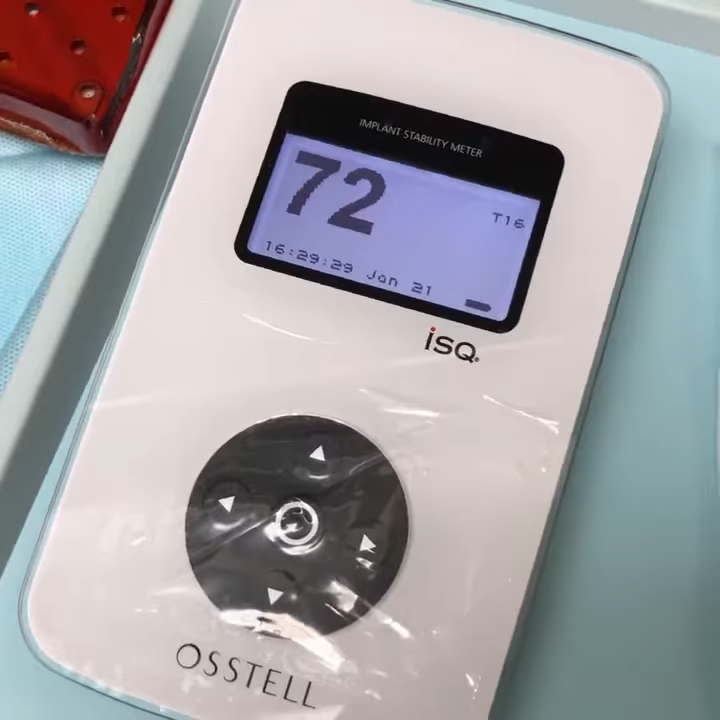 IMPLANT STABILITY METER
72
T16
16:29:29 Jan 21
isQ
OSSTELL